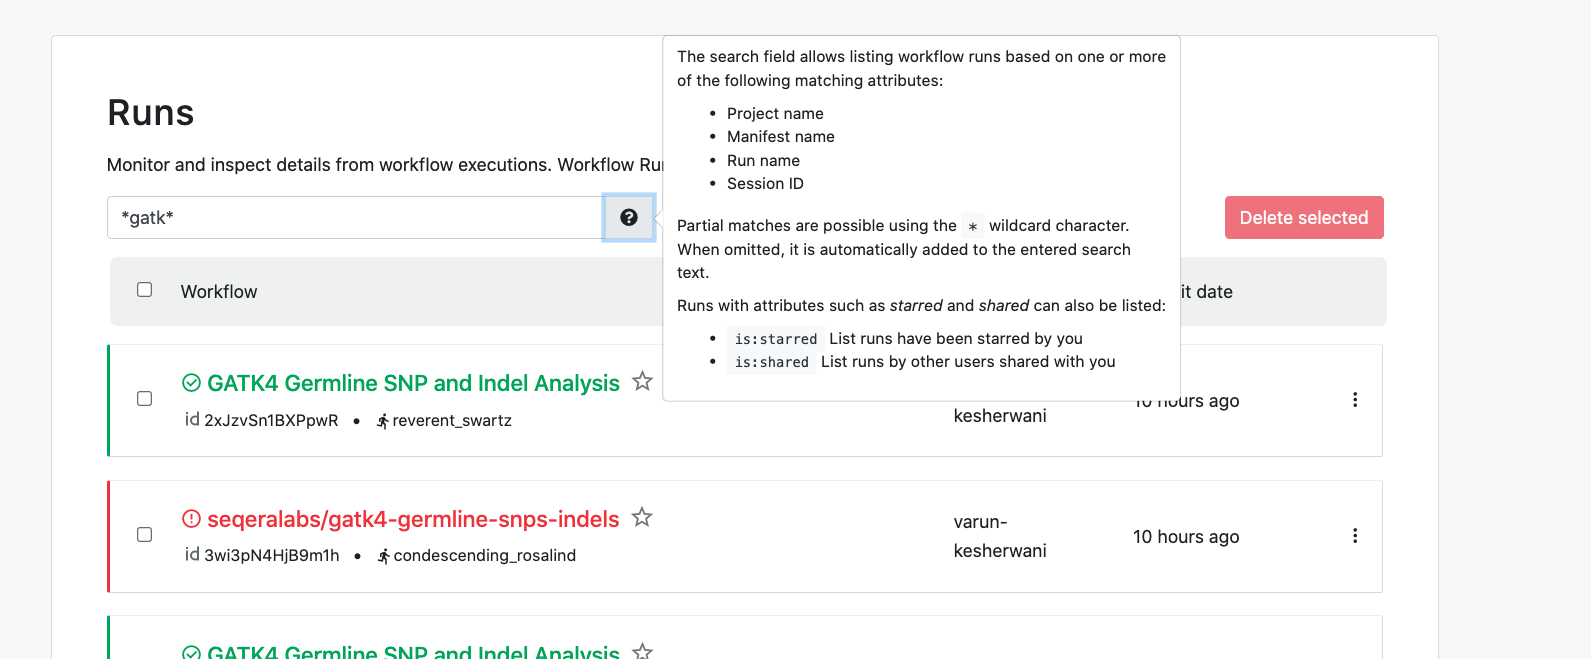 The search field allows listing workflow runs based on one or more
of the following matching attributes:
• Project name
• Manifest name
• Run name
• Session ID
Partial matches are possible using the * wildcard character.
When omitted, it is automatically added to the entered search
text.
Runs with attributes such as starred and shared can also be listed:
• is:starred List runs have been starred by you
• is:shared List runs by other users shared with you
Runs
Monitor and inspect details from workflow executions. Workflow
*gatk*
Delete selected
Workflow
date
GATK4 Germline SNP and Indel Analysis
id 2xJzvSn1BXPpwR • reverent_swartz
kesherwani
10 hours ago
seqeralabs/gatk4-germline-snps-indels
id 3wi3pN4HjB9m1h • condescending_rosalind
varun-
kesherwani
10 hours ago
GATK4 Germline SNP and Indel Analysis